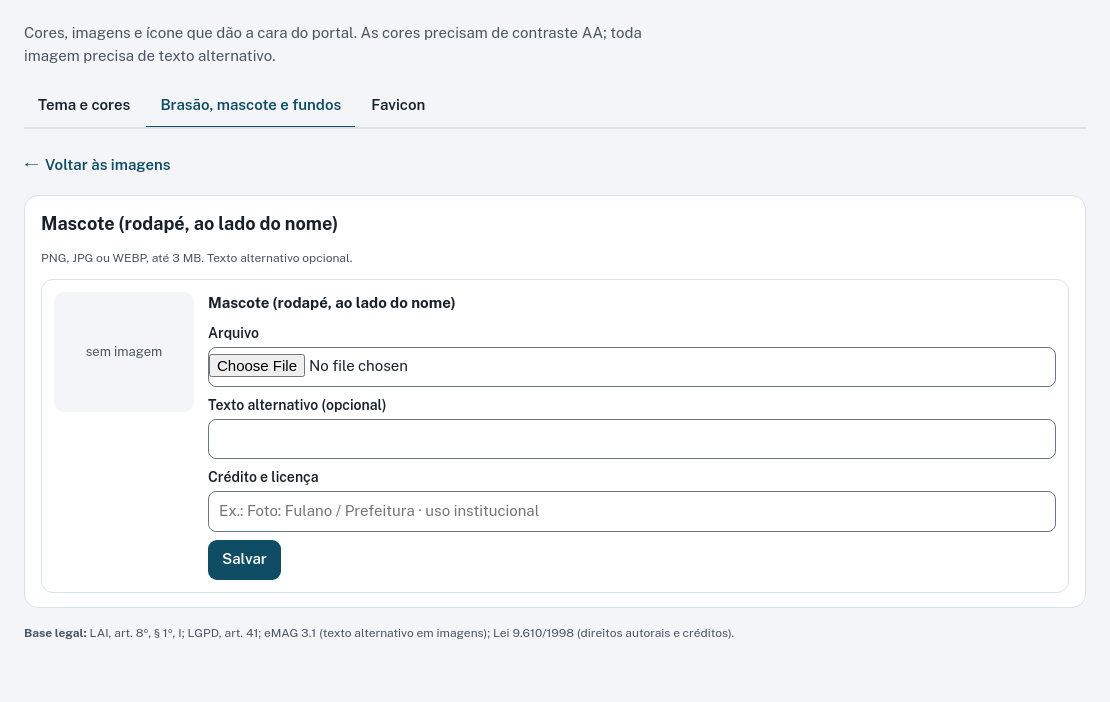 Cores, imagens e ícone que dão a cara do portal. As cores precisam de contraste AA; toda
imagem precisa de texto alternativo.
Tema e cores
Brasão, mascote e fundos
Favicon
← Voltar às imagens
Mascote (rodapé, ao lado do nome)
PNG, JPG ou WEBP, até 3 MB. Texto alternativo opcional.
sem imagem
Mascote (rodapé, ao lado do nome)
Arquivo
Choose File No file chosen
Texto alternativo (opcional)
Crédito e licença
Ex.: Foto: Fulano / Prefeitura · uso institucional
Salvar
Base legal: LAI, art. 8º, § 1º, I; LGPD, art. 41; eMAG 3.1 (texto alternativo em imagens); Lei 9.610/1998 (direitos autorais e créditos).